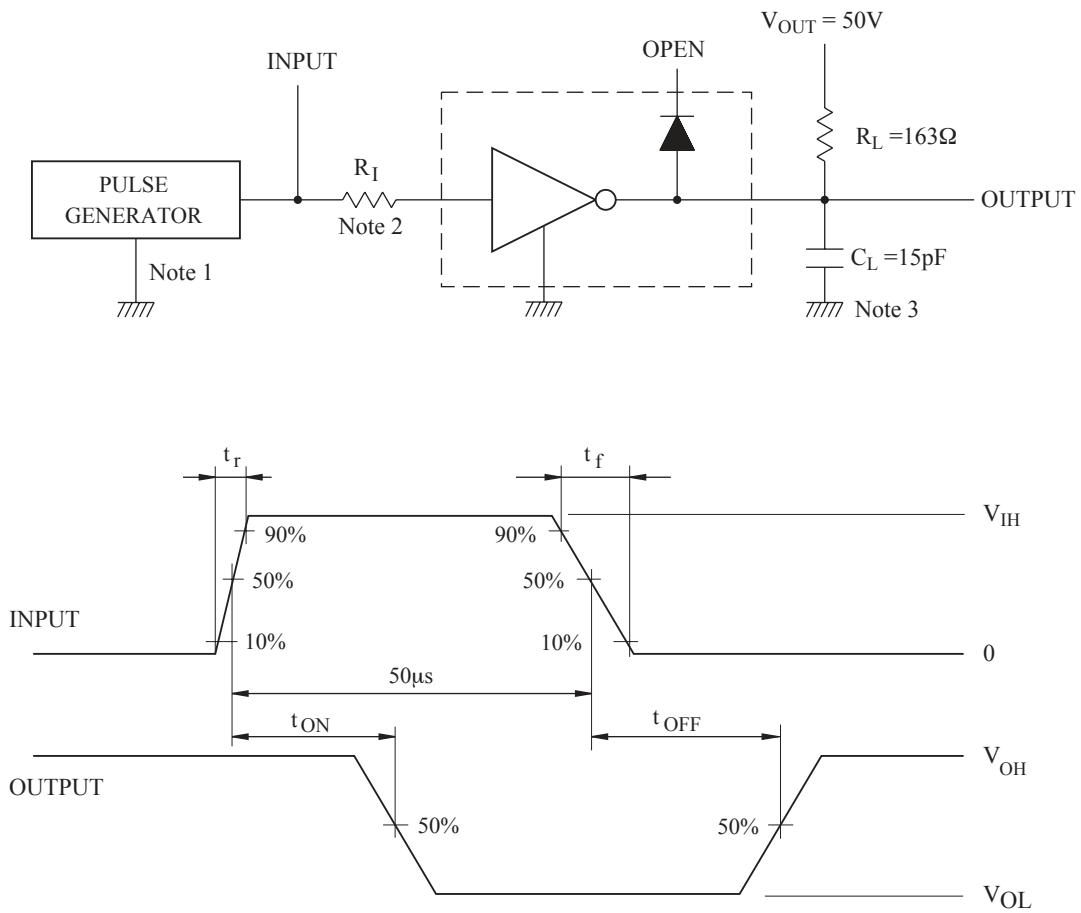 V_OUT = 50V
INPUT
OPEN
R_I
R_L =163Ω
PULSE
GENERATOR
OUTPUT
Note 2
Note 1
C_L =15pF
Note 3
t_r
t_f
V_IH
90%
90%
50%
50%
INPUT
10%
10%
0
50μs
t_ON
t_OFF
V_OH
OUTPUT
50%
50%
V_OL